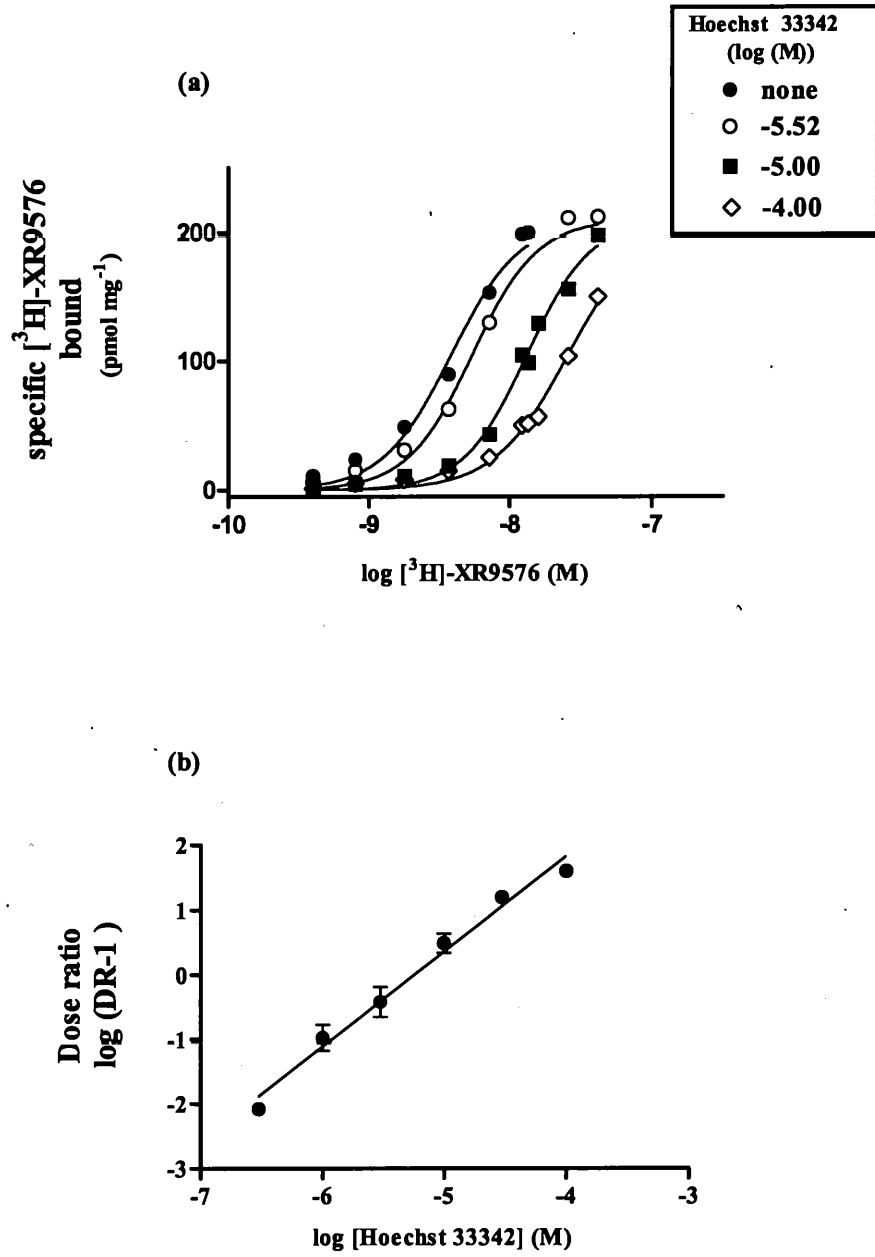 Hoechst 33342
(log (M))
none
-5.52
-5.00
-4.00
(a)
specific [³H]-XR9576
bound
(pmol mg⁻¹)
200
100
0
-10
-9
-8
-7
log [³H]-XR9576 (M)
(b)
Dose ratio
log (DR-1 )
2
1
0
-1
-2
-3
-7
-6
-5
-4
-3
log [Hoechst 33342] (M)